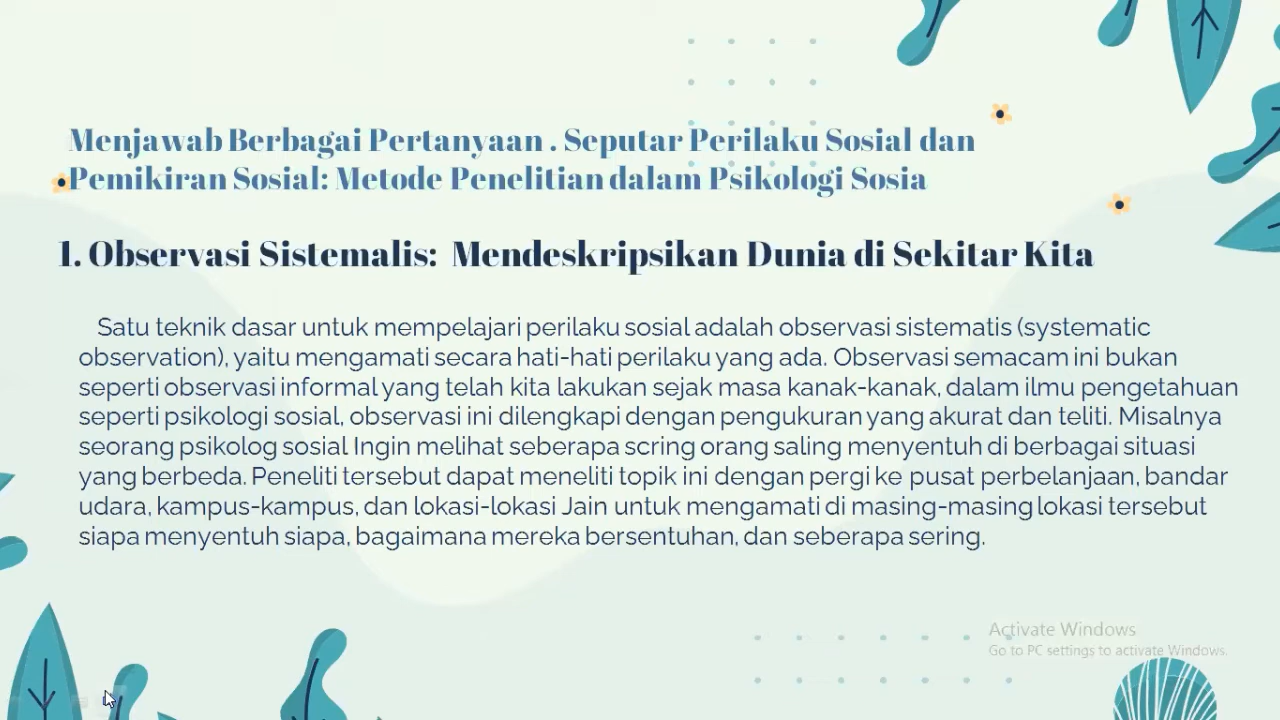 Menjawab Berbagai Pertanyaan . Seputar Perilaku Sosial dan
Pemikiran Sosial: Metode Penelitian dalam Psikologi Sosia
1. Observasi Sistemalis: Mendeskripsikan Dunia di Sekitar Kita
Satu teknik dasar untuk mempelajari perilaku sosial adalah observasi sistematis (systematic
observation), yaitu mengamati secara hati-hati perilaku yang ada. Observasi semacam ini bukan
seperti observasi informal yang telah kita lakukan sejak masa kanak-kanak, dalam ilmu pengetahuan
seperti psikologi sosial, observasi ini dilengkapi dengan pengukuran yang akurat dan teliti. Misalnya
seorang psikolog sosial Ingin melihat seberapa scring orang saling menyentuh di berbagai situasi
yang berbeda. Peneliti tersebut dapat meneliti topik ini dengan pergi ke pusat perbelanjaan, bandar
udara, kampus-kampus, dan lokasi-lokasi Jain untuk mengamati di masing-masing lokasi tersebut
siapa menyentuh siapa, bagaimana mereka bersentuhan, dan seberapa sering.
Activate Windows
Go to PC settings to activate Windows.